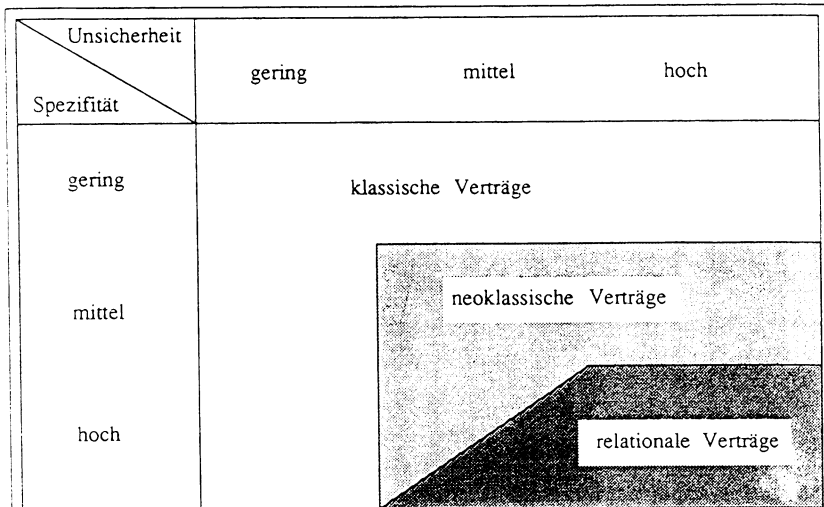 Unsicherheit
Spezifität
gering mittel hoch
gering
klassische Verträge
mittel
neoklassische Verträge
hoch
relationale Verträge